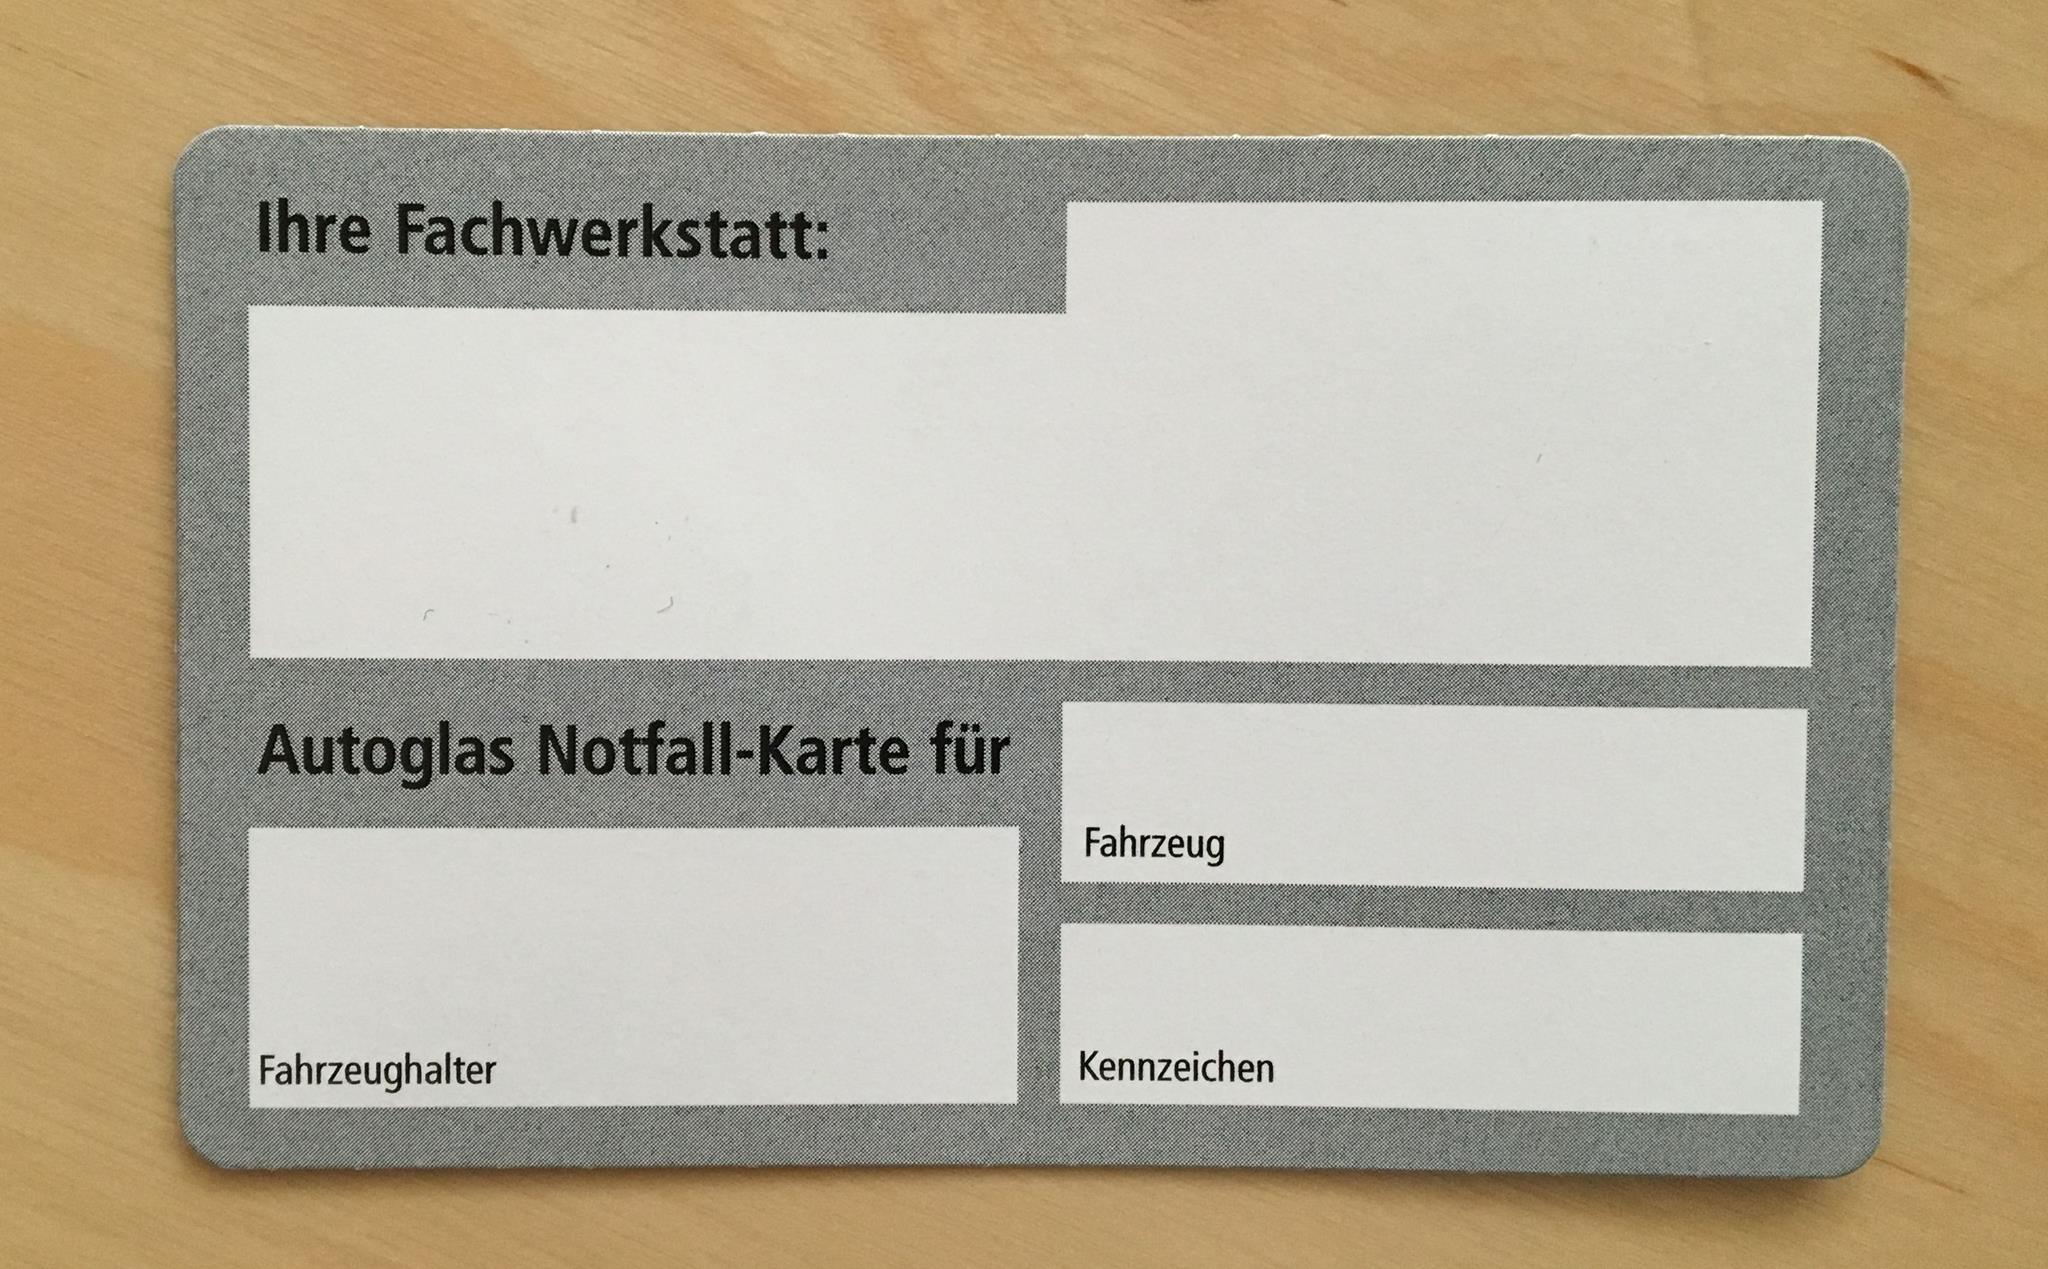 Ihre Fachwerkstatt:
Autoglas Notfall-Karte für
Fahrzeug
Fahrzeughalter
Kennzeichen